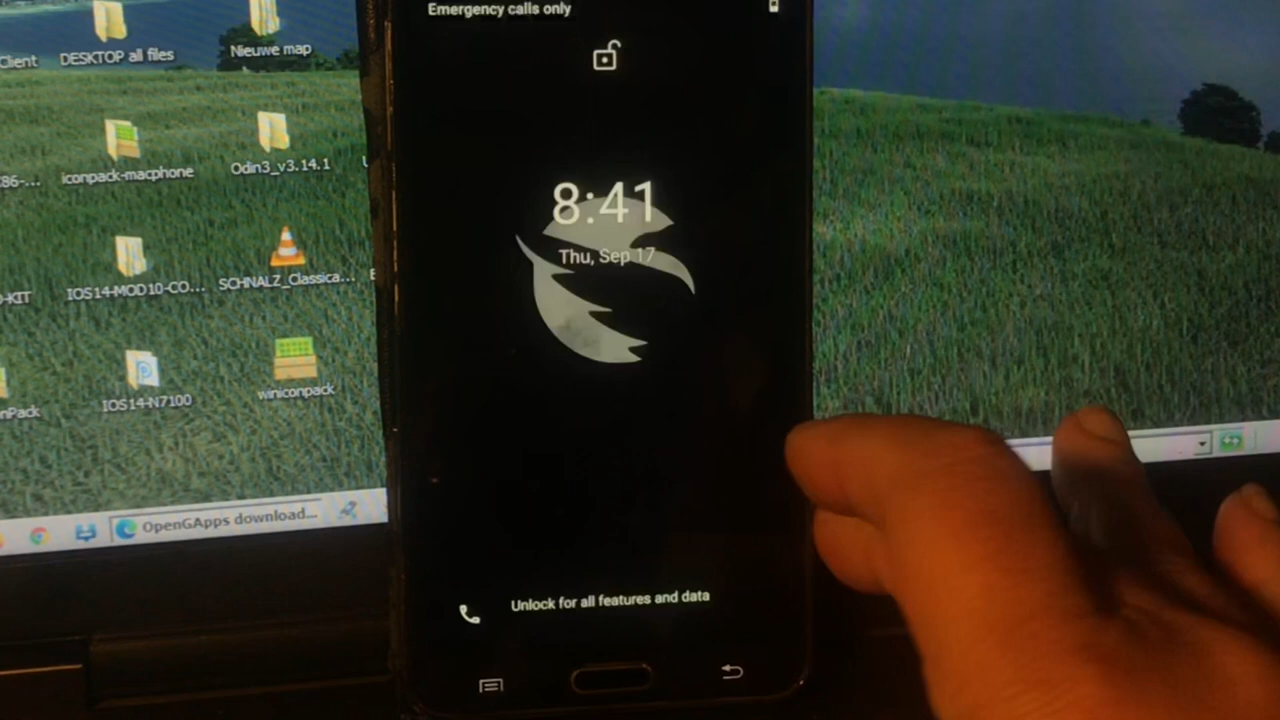 Emergency calls only
Client
DESKTOP all files
Nieuwe map
iconpack-macphone
Odin3_v3.14.1
IOS14-MOD10-CO...
SCHNALZ_Classica...
IOS14-N7100
winiconpack
8:41
Thu, Sep 17
OpenGApps download...
Unlock for all features and data